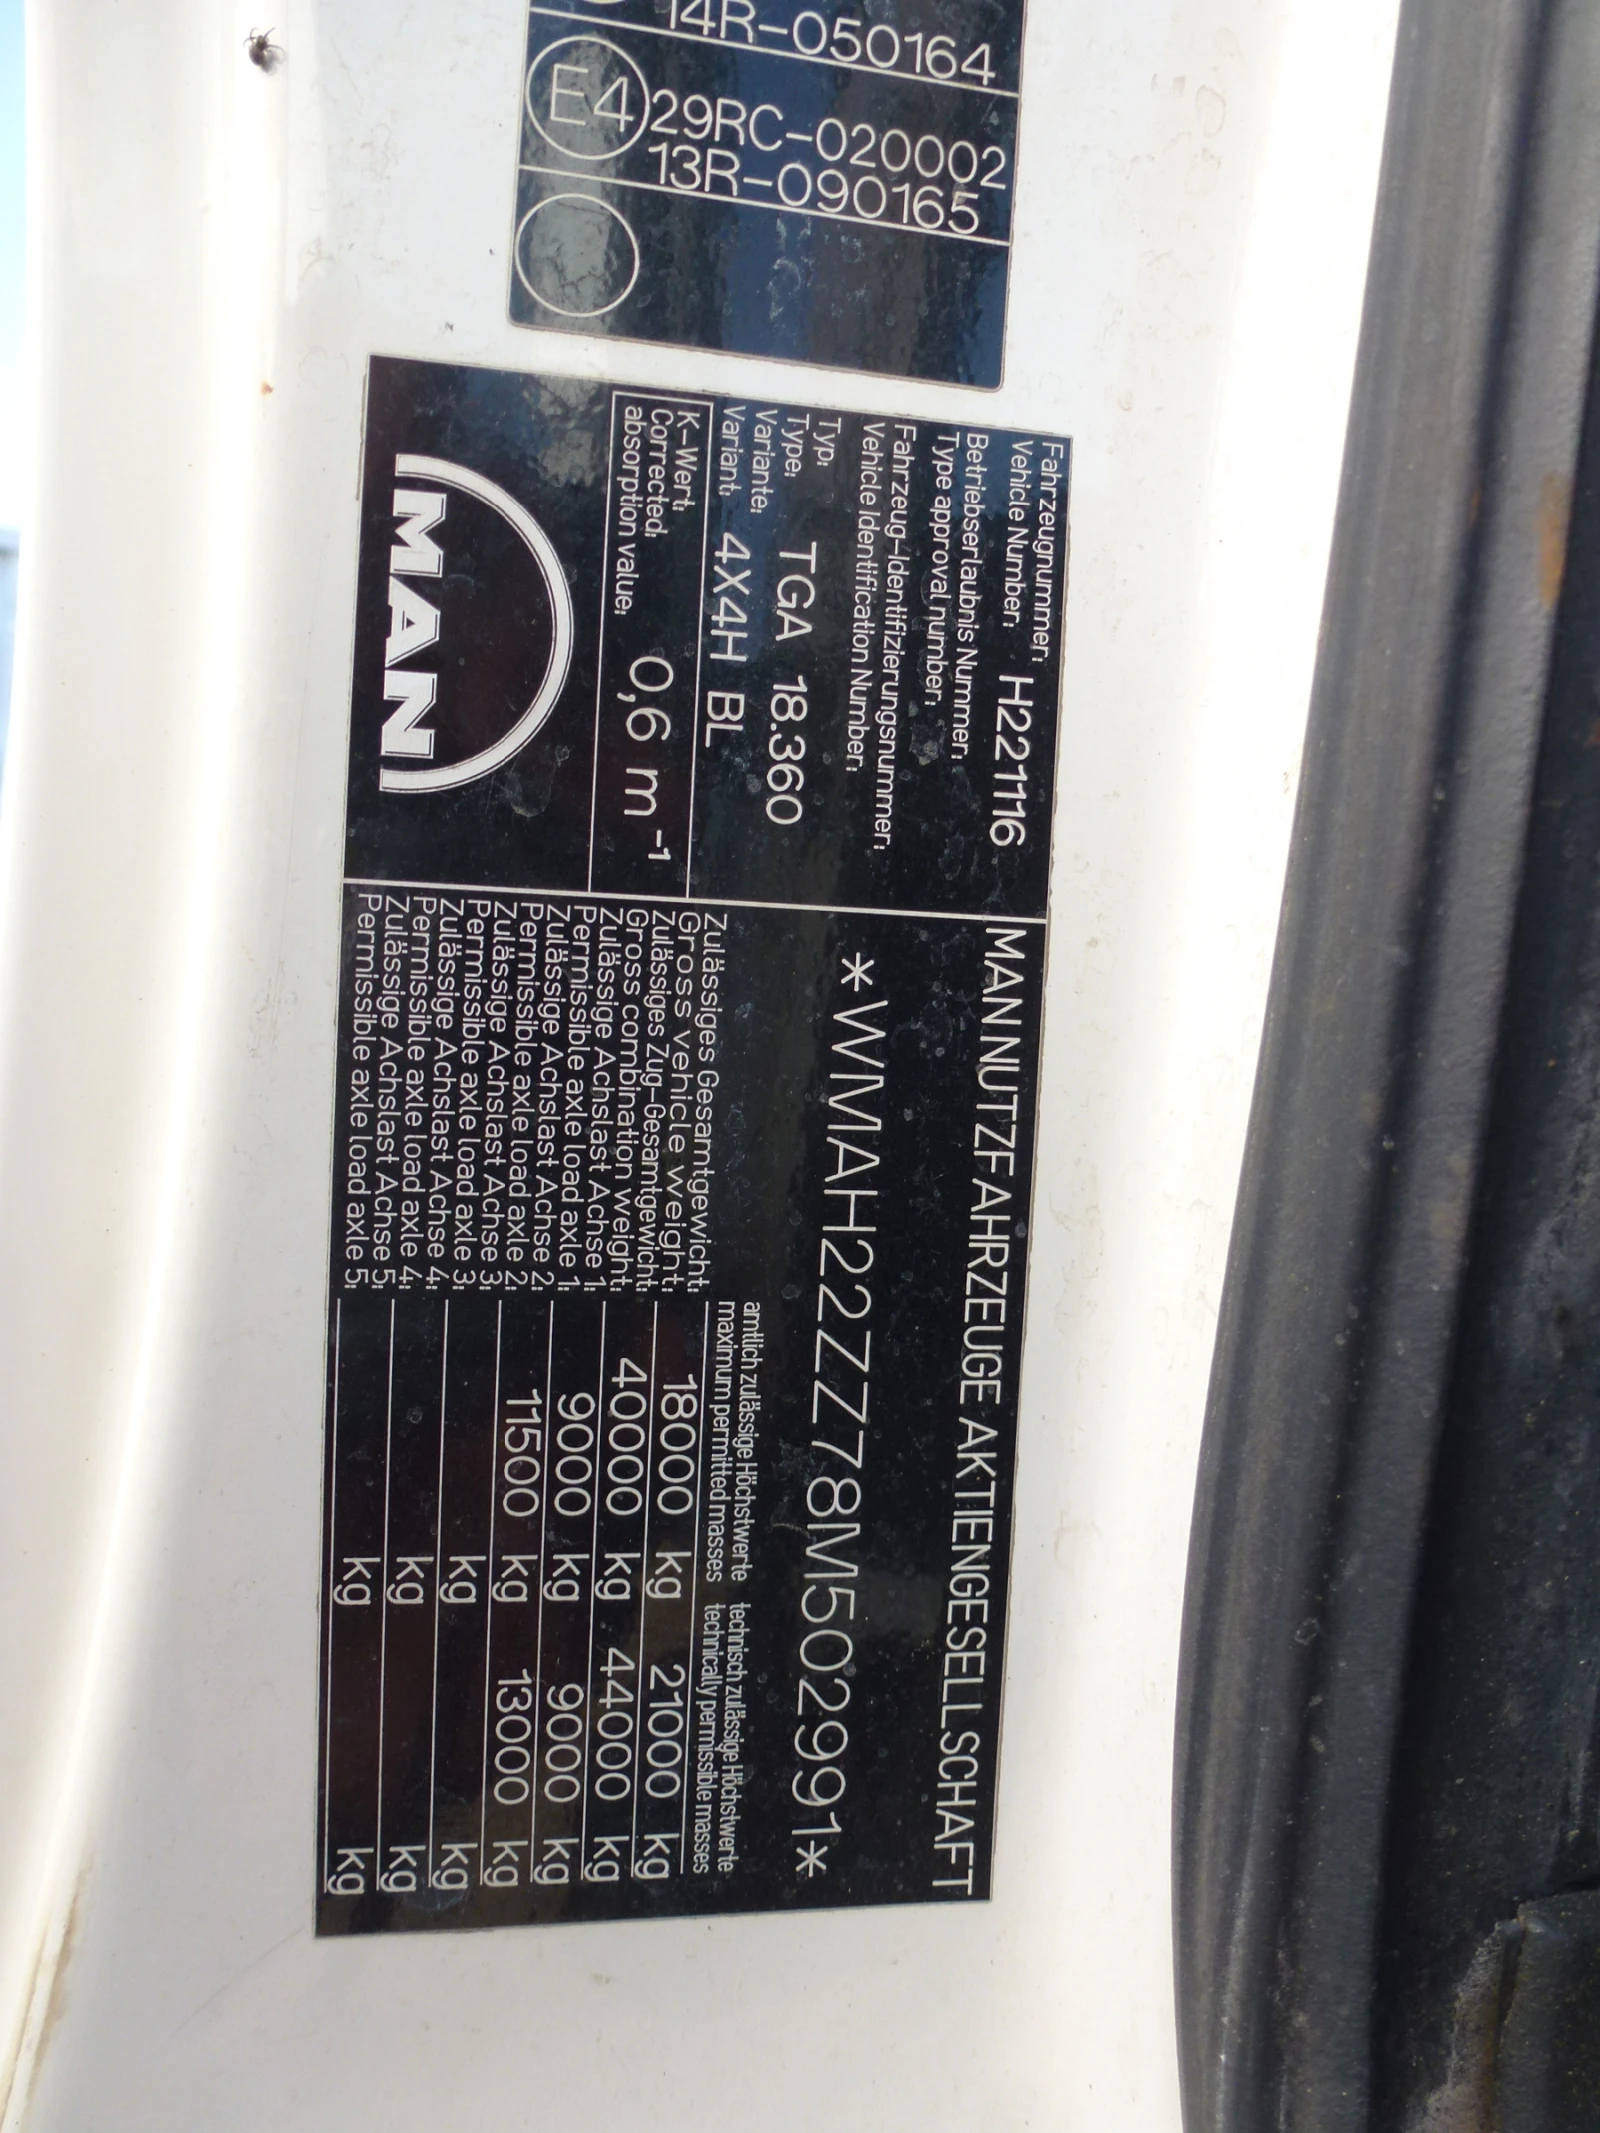 14R-050164
E4 29RC-020002
13R-090165
Fahrzeugnummer:
Vehicle Number: H221116
MAN NUTZFAHRZEUGE AKTIENGESELLSCHAFT
Betriebserlaubnis Nummer:
Type approval number:
Fahrzeug-Identifizierungsnummer:
Vehicle Identification Number:
*WMAH22ZZ78M502991*
Typ:
Type: TGA 18.360
Variante:
Variant: 4X4H BL
K-Wert:
Corrected:
absorption value: 0,6 m⁻¹
MAN
amtlich zulässige Höchstwerte technisch zulässige Höchstwerte
maximum permitted masses technically permissible masses
Zulässiges Gesamtgewicht:
Gross vehicle weight: 18000 kg 21000 kg
Zulässiges Zug-Gesamtgewicht:
Gross combination weight: 40000 kg 44000 kg
Zulässige Achslast Achse 1:
Permissible axle load axle 1: 9000 kg 9000 kg
Zulässige Achslast Achse 2:
Permissible axle load axle 2: 11500 kg 13000 kg
Zulässige Achslast Achse 3:
Permissible axle load axle 3: kg kg
Zulässige Achslast Achse 4:
Permissible axle load axle 4: kg kg
Zulässige Achslast Achse 5:
Permissible axle load axle 5: kg kg